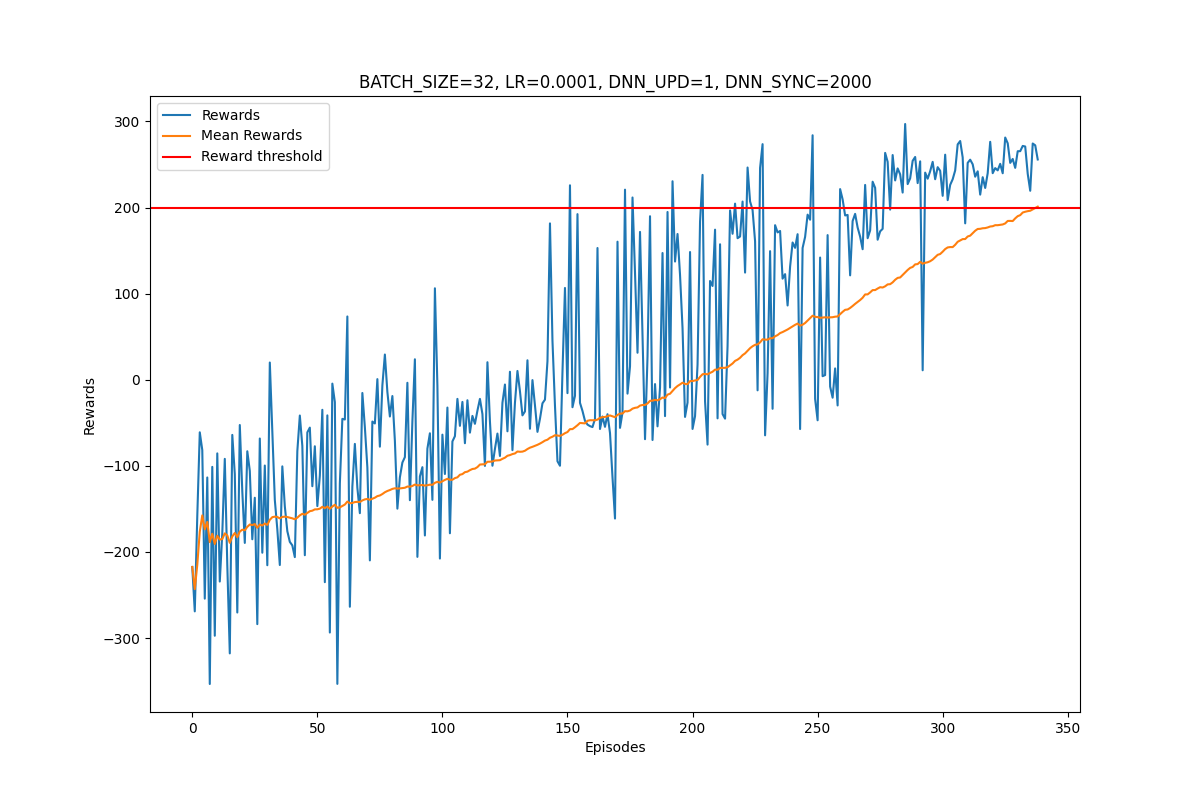 BATCH_SIZE=32, LR=0.0001, DNN_UPD=1, DNN_SYNC=2000
Rewards
Mean Rewards
Reward threshold
300
200
100
0
−100
−200
−300
Rewards
0 50 100 150 200 250 300 350
Episodes